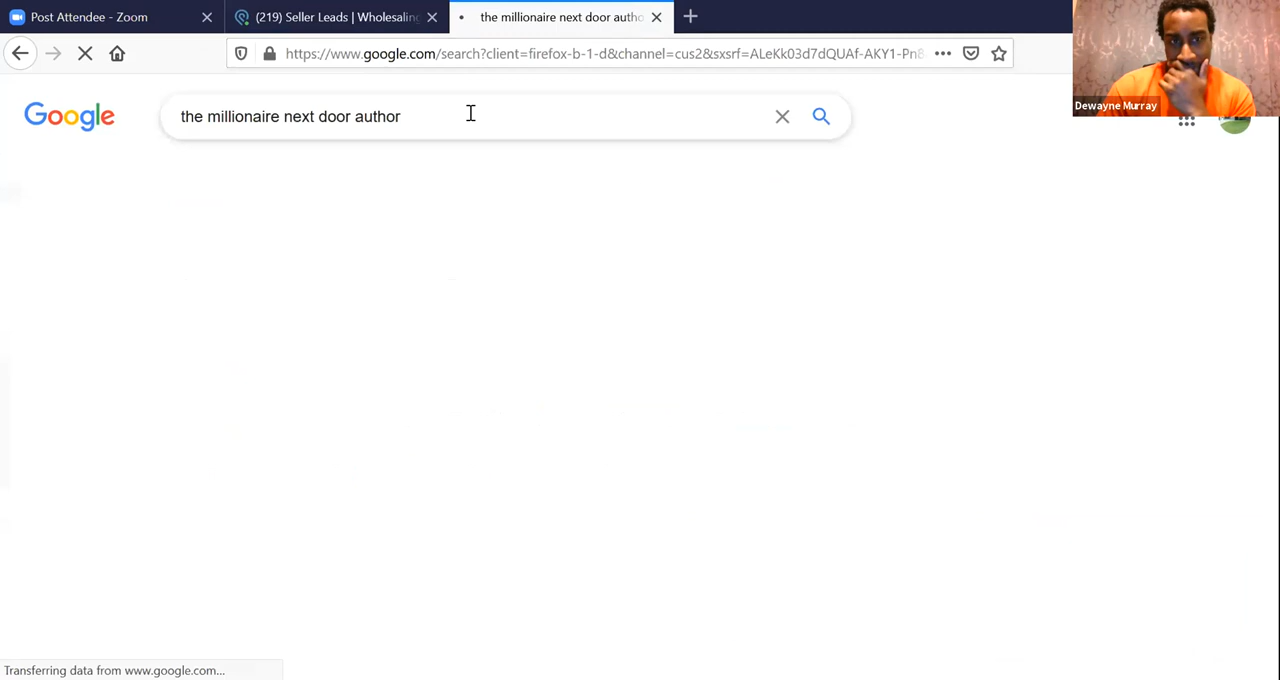 Post Attendee - Zoom
(219) Seller Leads | Wholesaling
the millionaire next door autho
https://www.google.com/search?client=firefox-b-1-d&channel=cus2&sxsrf=ALeKk03d7dQUAf-AKY1-Pn8
Dewayne Murray
Google
the millionaire next door author
Transferring data from www.google.com...